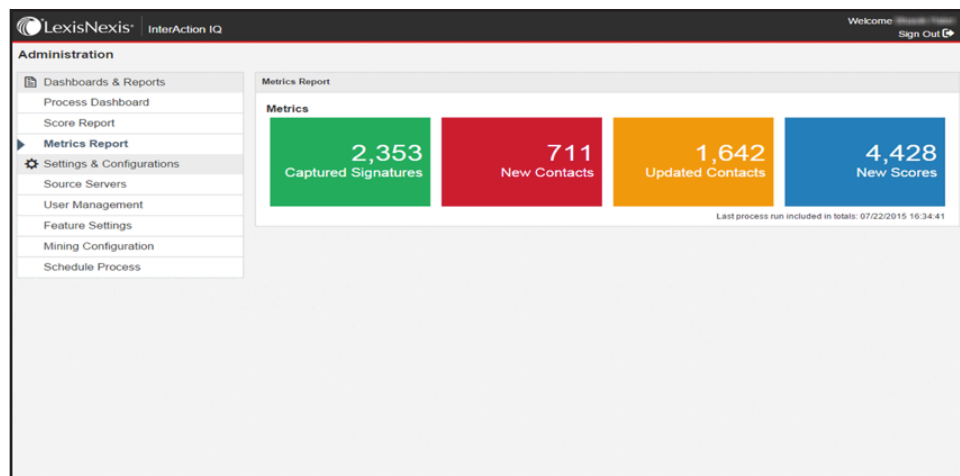 LexisNexis® InterAction IQ
Welcome
Sign Out
Administration
Dashboards & Reports
Process Dashboard
Score Report
Metrics Report
Settings & Configurations
Source Servers
User Management
Feature Settings
Mining Configuration
Schedule Process
Metrics Report
Metrics
2,353
Captured Signatures
711
New Contacts
1,642
Updated Contacts
4,428
New Scores
Last process run included in totals: 07/22/2015 16:34:41